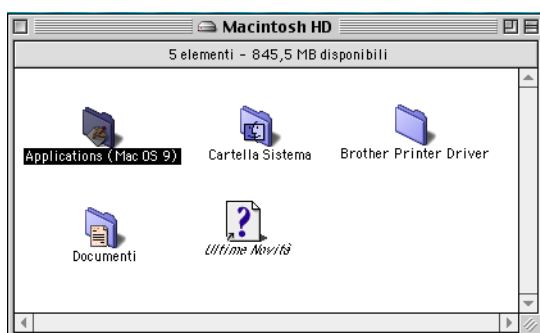 Macintosh HD
5 elementi - 845,5 MB disponibili
Applications (Mac OS 9)
Cartella Sistema
Brother Printer Driver
Documenti
Ultime Novità